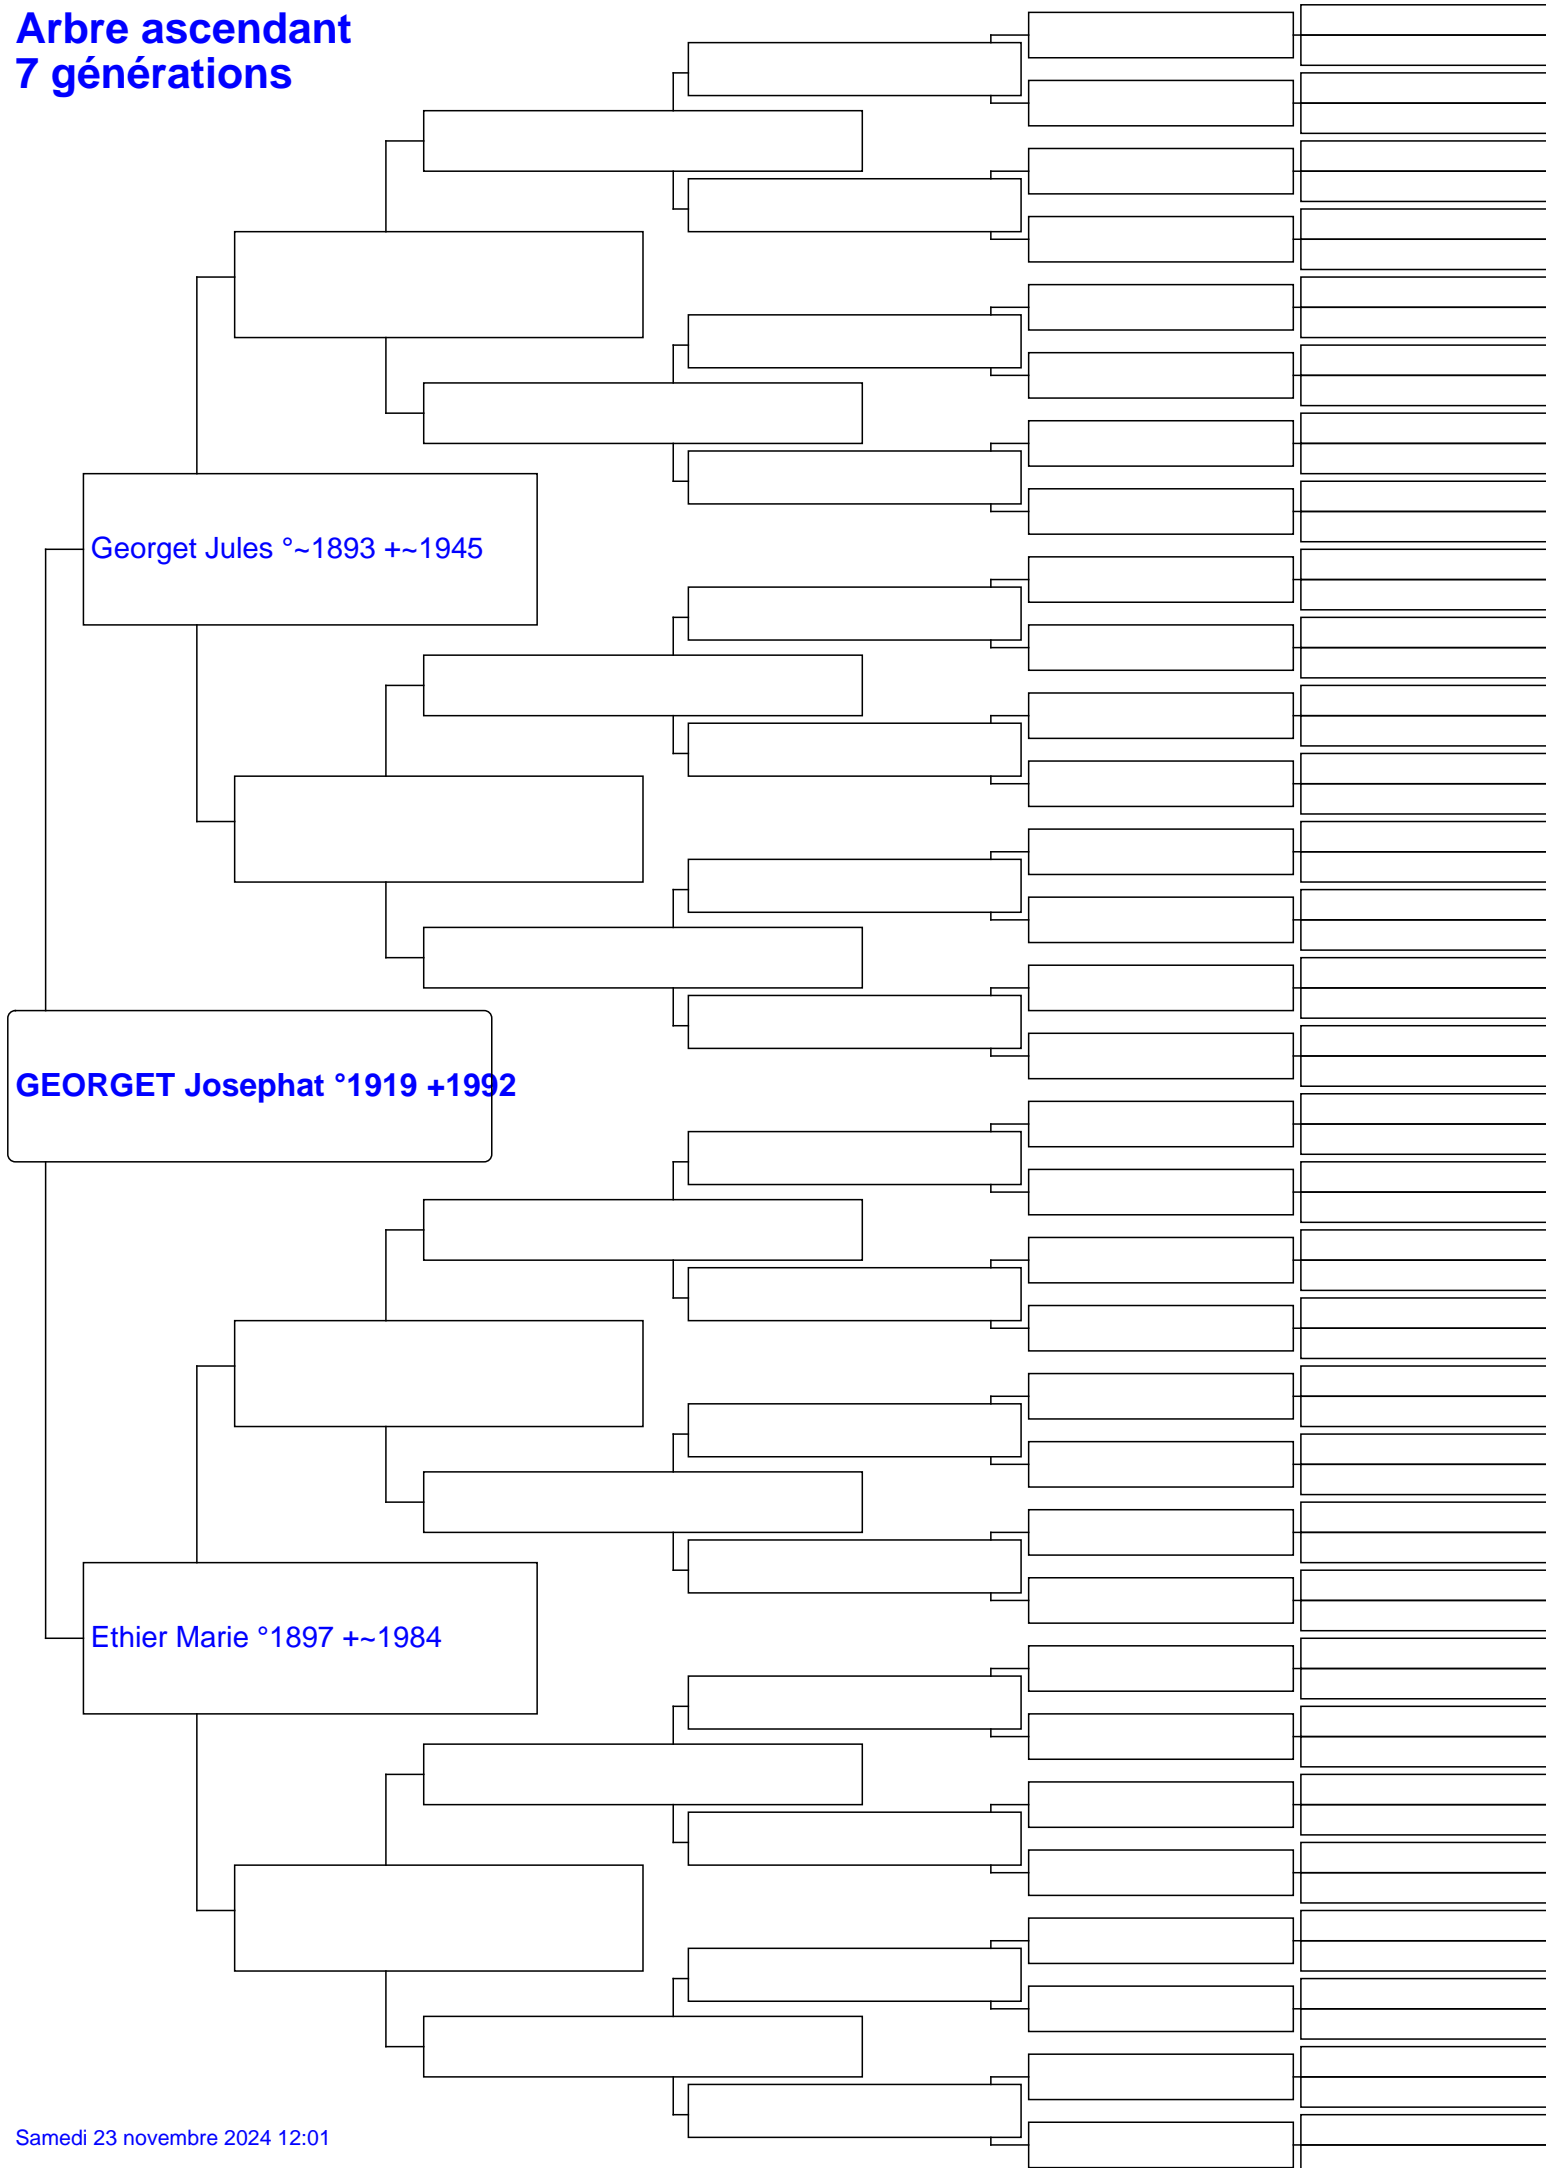 Arbre ascendant
7 générations
Georget Jules °~1893 +~1945
GEORGET Josephat °1919 +1992
Ethier Marie °1897 +~1984
Samedi 23 novembre 2024 12:01